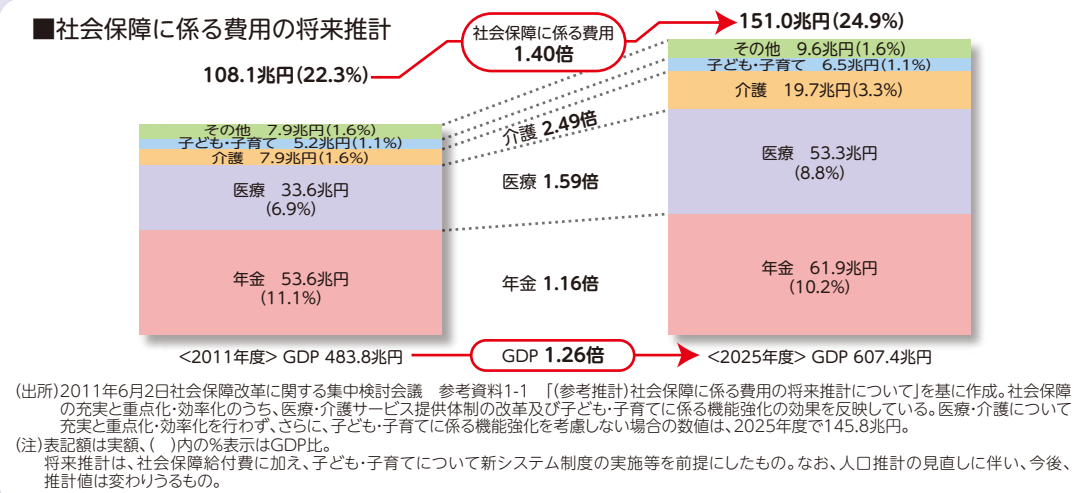 ■社会保障に係る費用の将来推計
社会保障に係る費用
1.40倍
108.1兆円(22.3%)
151.0兆円(24.9%)
その他 7.9兆円(1.6%)
子ども・子育て 5.2兆円(1.1%)
介護 7.9兆円(1.6%)
医療 33.6兆円
(6.9%)
年金 53.6兆円
(11.1%)
介護 2.49倍
医療 1.59倍
年金 1.16倍
その他 9.6兆円(1.6%)
子ども・子育て 6.5兆円(1.1%)
介護 19.7兆円(3.3%)
医療 53.3兆円
(8.8%)
年金 61.9兆円
(10.2%)
<2011年度> GDP 483.8兆円
GDP 1.26倍
<2025年度> GDP 607.4兆円
(出所)2011年6月2日社会保障改革に関する集中検討会議 参考資料1-1 「(参考推計)社会保障に係る費用の将来推計について」を基に作成。社会保障
の充実と重点化・効率化のうち、医療・介護サービス提供体制の改革及び子ども・子育てに係る機能強化の効果を反映している。医療・介護について
充実と重点化・効率化を行わず、さらに、子ども・子育てに係る機能強化を考慮しない場合の数値は、2025年度で145.8兆円。
(注)表記額は実額、( )内の%表示はGDP比。
将来推計は、社会保障給付費に加え、子ども・子育てについて新システム制度の実施等を前提にしたもの。なお、人口推計の見直しに伴い、今後、
推計値は変わりうるもの。